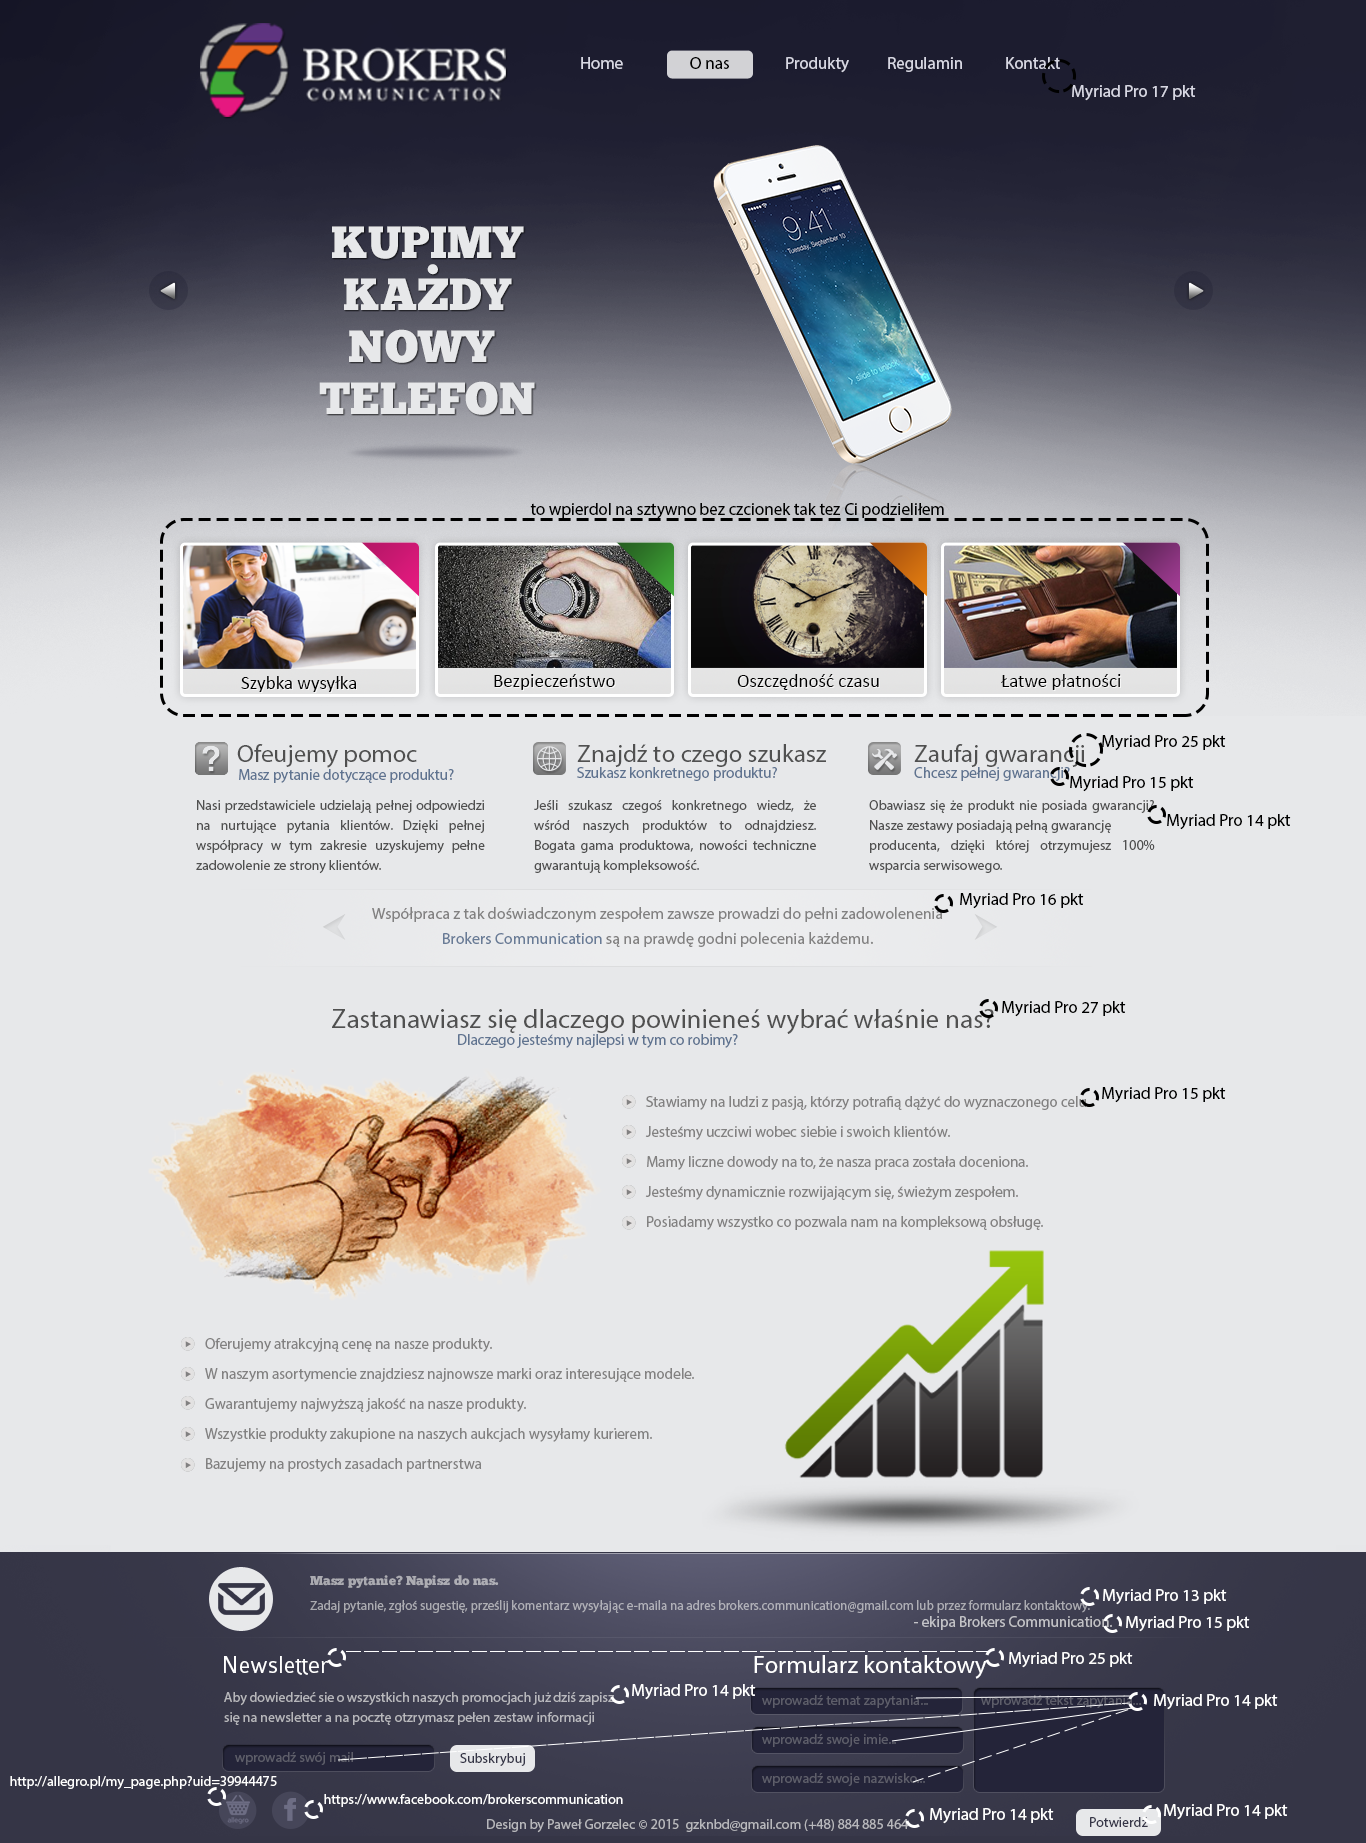 BROKERS
COMMUNICATION
Home O nas Produkty Regulamin
Myriad Pro 17 pkt
9:41
Tuesday, September 10
slide to unlock
KUPIMY
KAŻDY
NOWY
TELEFON
to wpierdol na sztywno bez czcionek tak tez Ci podzieliłem
PARCEL DELIVERY
Szybka wysyłka
Bezpieczeństwo
Oszczędność czasu
Łatwe płatności
Ofeujemy pomoc
Masz pytanie dotyczące produktu?
Nasi przedstawiciele udzielają pełnej odpowiedzi
na nurtujące pytania klientów. Dzięki pełnej
współpracy w tym zakresie uzyskujemy pełne
zadowolenie ze strony klientów.
Znajdź to czego szukasz
Szukasz konkretnego produktu?
Jeśli szukasz czegoś konkretnego wiedz, że
wśród naszych produktów to odnajdziesz.
Bogata gama produktowa, nowości techniczne
gwarantują kompleksowość.
Zaufaj gwarancji
Myriad Pro 25 pkt
Chcesz pełnej gwarancji?
Myriad Pro 15 pkt
Obawiasz się że produkt nie posiada gwarancji?
Myriad Pro 14 pkt
Nasze zestawy posiadają pełną gwarancję
producenta, dzięki której otrzymujesz 100%
wsparcia serwisowego.
Myriad Pro 16 pkt
Współpraca z tak doświadczonym zespołem zawsze prowadzi do pełni zadowolenenia
Brokers Communication są na prawdę godni polecenia każdemu.
Zastanawiasz się dlaczego powinieneś wybrać właśnie nas?
Myriad Pro 27 pkt
Dlaczego jesteśmy najlepsi w tym co robimy?
Stawiamy na ludzi z pasją, którzy potrafią dążyć do wyznaczonego celu
Myriad Pro 15 pkt
Jesteśmy uczciwi wobec siebie i swoich klientów.
Mamy liczne dowody na to, że nasza praca została doceniona.
Jesteśmy dynamicznie rozwijającym się, świeżym zespołem.
Posiadamy wszystko co pozwala nam na kompleksową obsługę.
Oferujemy atrakcyjną cenę na nasze produkty.
W naszym asortymencie znajdziesz najnowsze marki oraz interesujące modele.
Gwarantujemy najwyższą jakość na nasze produkty.
Wszystkie produkty zakupione na naszych aukcjach wysyłamy kurierem.
Bazujemy na prostych zasadach partnerstwa
Masz pytanie? Napisz do nas.
Zadaj pytanie, zgłoś sugestię, prześlij komentarz wysyłając e-maila na adres brokers.communication@gmail.com lub przez formularz kontaktowy.
Myriad Pro 13 pkt
- ekipa Brokers Communication.
Myriad Pro 15 pkt
Newsletter
Aby dowiedzieć sie o wszystkich naszych promocjach już dziś zapisz
Myriad Pro 14 pkt
się na newsletter a na pocztę otrzymasz pełen zestaw informacji
wprowadź swój mail
Subskrybuj
Formularz kontaktowy
Myriad Pro 25 pkt
wprowadź temat zapytania...
wprowadź tekst zapytania...
Myriad Pro 14 pkt
wprowadź swoje imie...
wprowadź swoje nazwisko...
http://allegro.pl/my_page.php?uid=39944475
allegro
f
https://www.facebook.com/brokerscommunication
Design by Paweł Gorzelec © 2015 gzknbd@gmail.com (+48) 884 885 464
Myriad Pro 14 pkt
Potwierdz
Myriad Pro 14 pkt